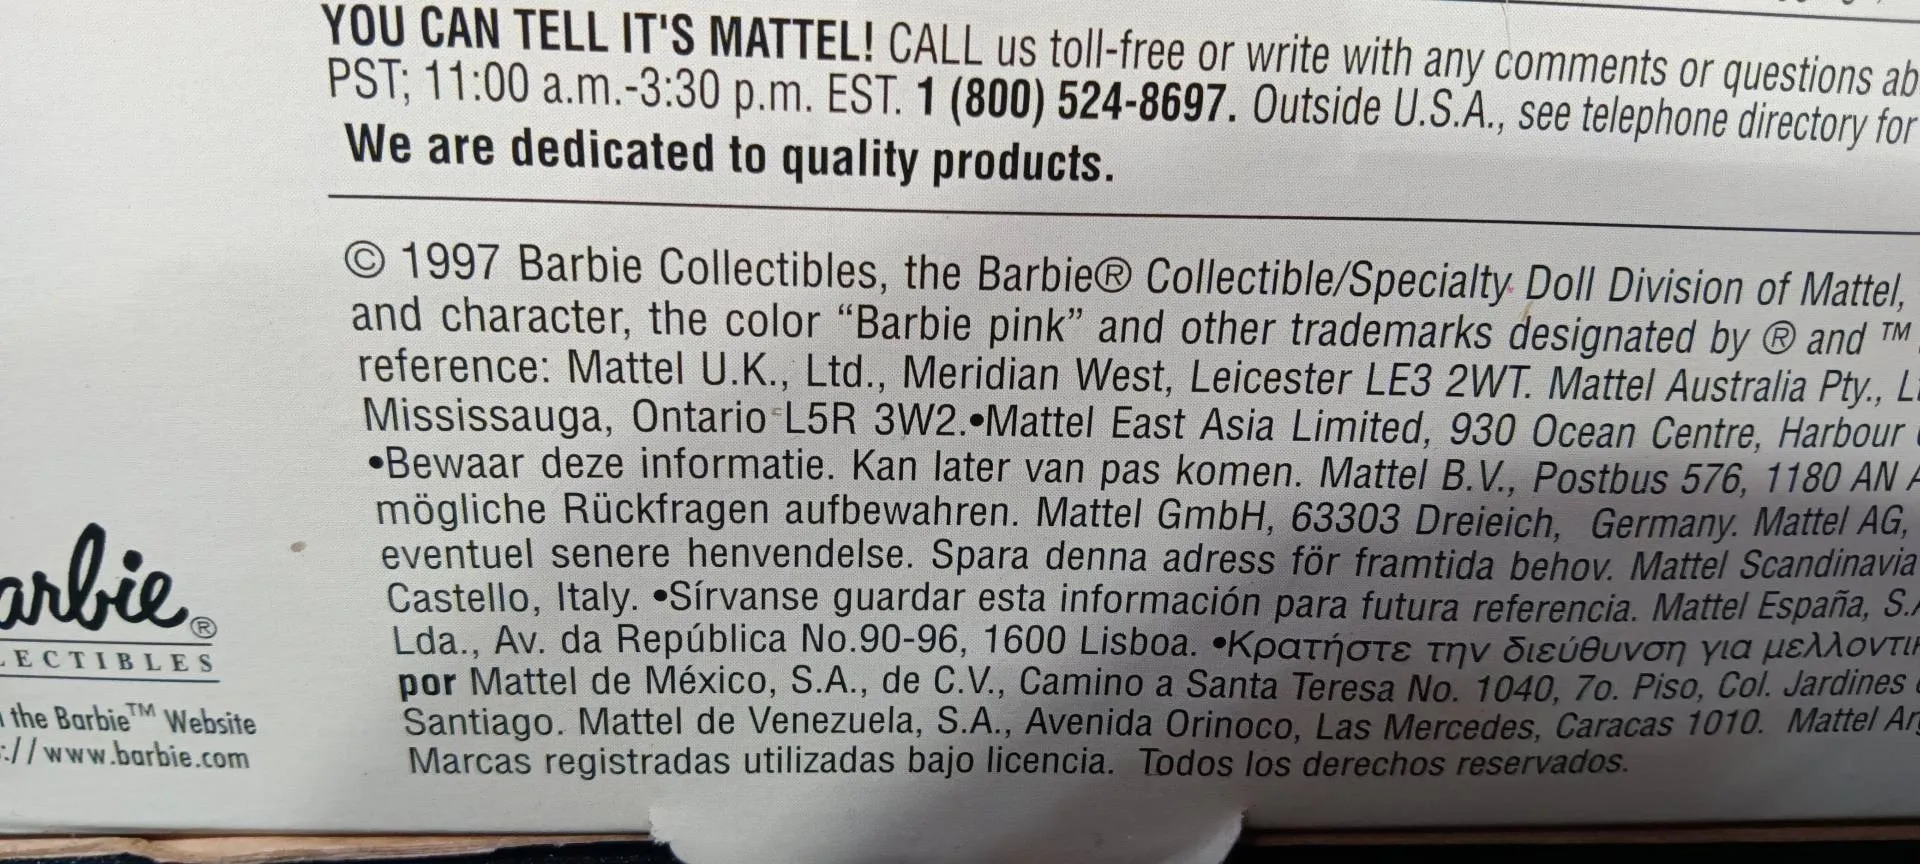 YOU CAN TELL IT'S MATTEL! CALL us toll-free or write with any comments or questions ab
PST; 11:00 a.m.-3:30 p.m. EST. 1 (800) 524-8697. Outside U.S.A., see telephone directory for
We are dedicated to quality products.
© 1997 Barbie Collectibles, the Barbie® Collectible/Specialty Doll Division of Mattel,
and character, the color “Barbie pink” and other trademarks designated by ® and ™
reference: Mattel U.K., Ltd., Meridian West, Leicester LE3 2WT. Mattel Australia Pty., L
Mississauga, Ontario L5R 3W2.•Mattel East Asia Limited, 930 Ocean Centre, Harbour
•Bewaar deze informatie. Kan later van pas komen. Mattel B.V., Postbus 576, 1180 AN A
mögliche Rückfragen aufbewahren. Mattel GmbH, 63303 Dreieich, Germany. Mattel AG,
eventuel senere henvendelse. Spara denna adress för framtida behov. Mattel Scandinavia
Castello, Italy. •Sírvanse guardar esta información para futura referencia. Mattel España, S.A
Lda., Av. da República No.90-96, 1600 Lisboa. •Κρατήστε την διεύθυνση για μελλοντικ
por Mattel de México, S.A., de C.V., Camino a Santa Teresa No. 1040, 7o. Piso, Col. Jardines
Santiago. Mattel de Venezuela, S.A., Avenida Orinoco, Las Mercedes, Caracas 1010. Mattel Ar
Marcas registradas utilizadas bajo licencia. Todos los derechos reservados.
arbie®
LECTIBLES
the Barbie™ Website
://www.barbie.com